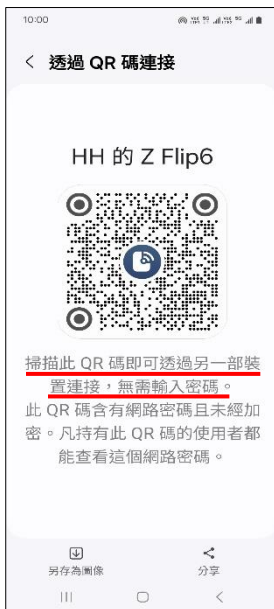 10:00
透過 QR 碼連接
HH 的 Z Flip6
掃描此 QR 碼即可透過另一部裝
置連接，無需輸入密碼。
此 QR 碼含有網路密碼且未經加
密。凡持有此 QR 碼的使用者都
能查看這個網路密碼。
另存為圖像
分享